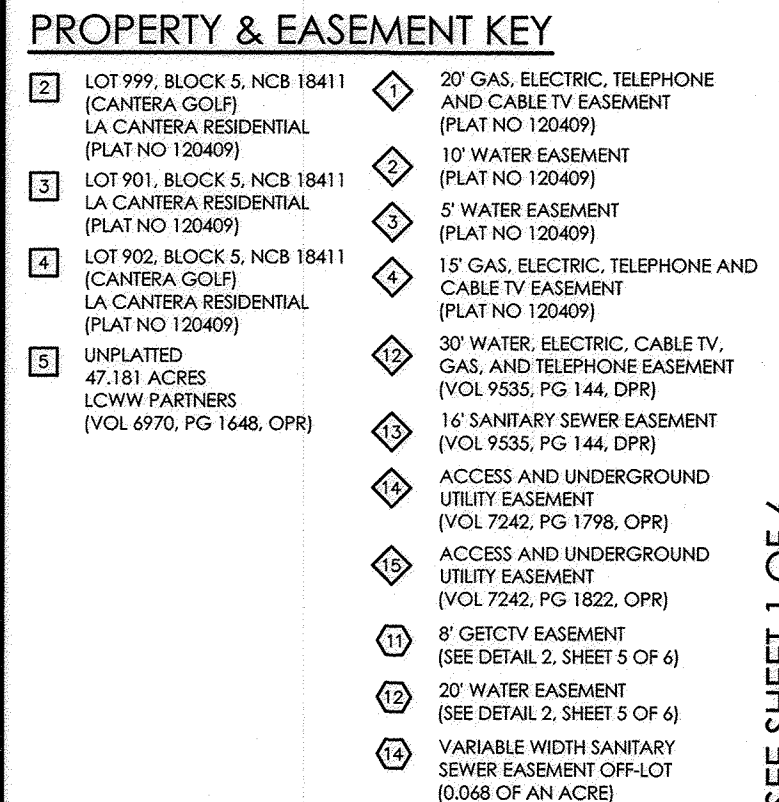 PROPERTY & EASEMENT KEY
2
LOT 999, BLOCK 5, NCB 18411
(CANTERA GOLF)
LA CANTERA RESIDENTIAL
(PLAT NO 120409)
3
LOT 901, BLOCK 5, NCB 18411
LA CANTERA RESIDENTIAL
(PLAT NO 120409)
4
LOT 902, BLOCK 5, NCB 18411
(CANTERA GOLF)
LA CANTERA RESIDENTIAL
(PLAT NO 120409)
5
UNPLATTED
47.181 ACRES
LCWW PARTNERS
(VOL 6970, PG 1648, OPR)
1
20' GAS, ELECTRIC, TELEPHONE
AND CABLE TV EASEMENT
(PLAT NO 120409)
2
10' WATER EASEMENT
(PLAT NO 120409)
3
5' WATER EASEMENT
(PLAT NO 120409)
4
15' GAS, ELECTRIC, TELEPHONE AND
CABLE TV EASEMENT
(PLAT NO 120409)
12
30' WATER, ELECTRIC, CABLE TV,
GAS, AND TELEPHONE EASEMENT
(VOL 9535, PG 144, DPR)
13
16' SANITARY SEWER EASEMENT
(VOL 9535, PG 144, DPR)
14
ACCESS AND UNDERGROUND
UTILITY EASEMENT
(VOL 7242, PG 1798, OPR)
15
ACCESS AND UNDERGROUND
UTILITY EASEMENT
(VOL 7242, PG 1822, OPR)
11
8' GETCTV EASEMENT
(SEE DETAIL 2, SHEET 5 OF 6)
12
20' WATER EASEMENT
(SEE DETAIL 2, SHEET 5 OF 6)
14
VARIABLE WIDTH SANITARY
SEWER EASEMENT OFF-LOT
(0.068 OF AN ACRE)
SEE SHEET 1 OF